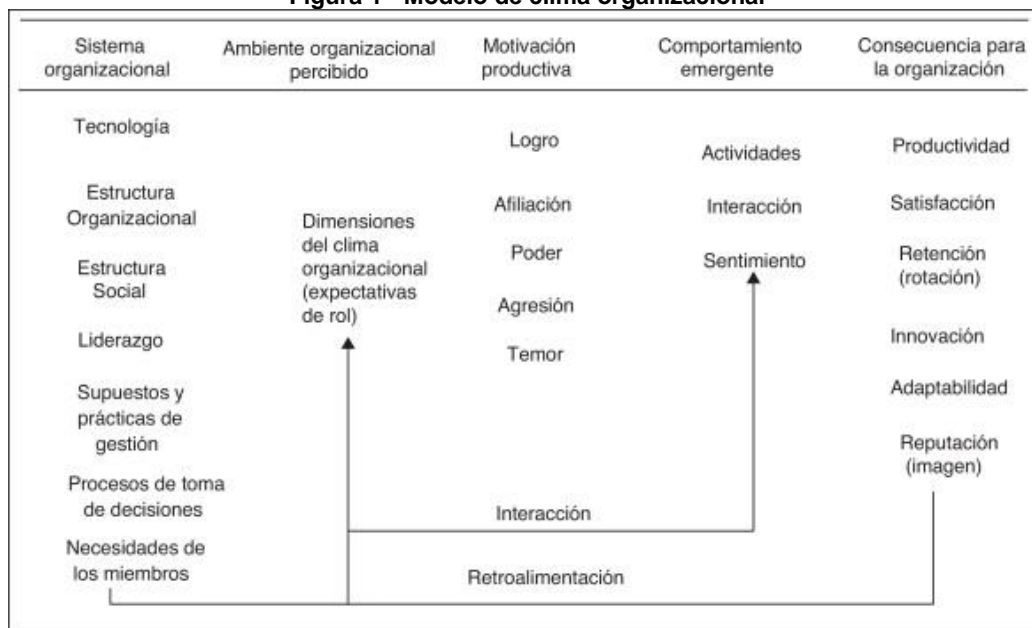 Figura 1 - Modelo de clima organizacional
Sistema
organizacional
Ambiente organizacional
percibido
Motivación
productiva
Comportamiento
emergente
Consecuencia para
la organización
Tecnología
Estructura
Organizacional
Estructura
Social
Liderazgo
Supuestos y
prácticas de
gestión
Procesos de toma
de decisiones
Necesidades de
los miembros
Dimensiones
del clima
organizacional
(expectativas
de rol)
Logro
Afiliación
Poder
Agresión
Temor
Actividades
Interacción
Sentimiento
Productividad
Satisfacción
Retención
(rotación)
Innovación
Adaptabilidad
Reputación
(imagen)
Interacción
Retroalimentación